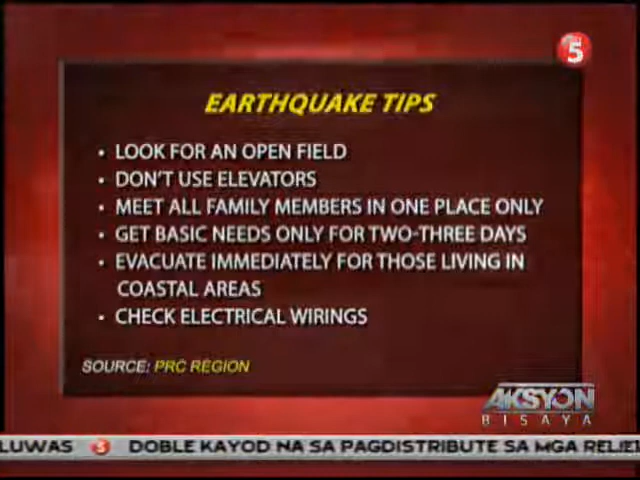 5
EARTHQUAKE TIPS
• LOOK FOR AN OPEN FIELD
• DON'T USE ELEVATORS
• MEET ALL FAMILY MEMBERS IN ONE PLACE ONLY
• GET BASIC NEEDS ONLY FOR TWO-THREE DAYS
• EVACUATE IMMEDIATELY FOR THOSE LIVING IN
COASTAL AREAS
• CHECK ELECTRICAL WIRINGS
SOURCE: PRC REGION
AKSYON
BISAYA
LUWAS 5 DOBLE KAYOD NA SA PAGDISTRIBUTE SA MGA RELIE